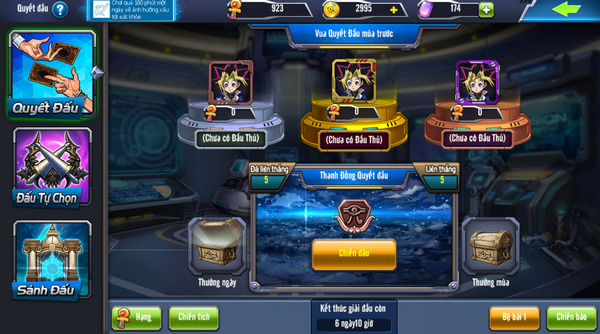 Quyết đấu ?
Chơi quá 180 phút một
ngày sẽ ảnh hưởng xấu
tới sức khỏe
923
2995
174
Vua Quyết Đấu mùa trước
Quyết Đấu
0
0
0
(Chưa có Đấu Thủ)
(Chưa có Đấu Thủ)
(Chưa có Đấu Thủ)
Đấu Tự Chọn
Đã liên thắng
5
Thanh Đồng Quyết đấu
Liên thắng
5
Chiến đấu
Thưởng ngày
Thưởng mùa
Sảnh Đấu
Hạng
Chiến tích
Kết thúc giải đấu còn
6 ngày10 giờ
Bộ bài 1
Chiến báo